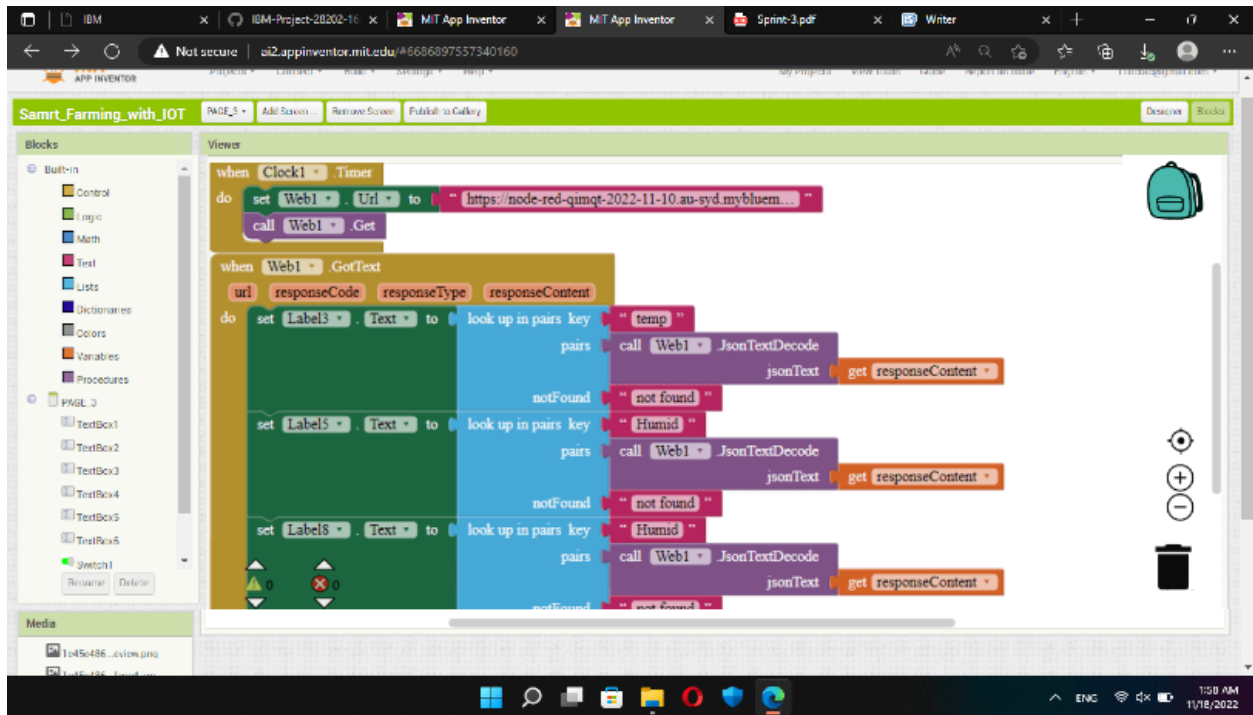 IBM
IBM-Project-28202-16
MIT App Inventor
MIT App Inventor
Sprint-3.pdf
Writer
Not secure
ai2.appinventor.mit.edu/#6686897557340160
APP INVENTOR
Samrt_Farming_with_IOT
PAGE_3
Add Screen ...
Remove Screen
Publish to Gallery
Designer
Blocks
Blocks
Viewer
Built-in
Control
Logic
Math
Text
Lists
Dictionaries
Colors
Variables
Procedures
PAGE_3
TextBox1
TextBox2
TextBox3
TextBox4
TextBox5
TextBox6
Switch1
Rename Delete
Media
1e45e486...eview.png
when Clock1 .Timer
do set Web1 . Url to " https://node-red-qimqt-2022-11-10.au-syd.mybluem... "
call Web1 .Get
when Web1 .GotText
url responseCode responseType responseContent
do set Label3 . Text to look up in pairs key " temp "
pairs call Web1 .JsonTextDecode
jsonText get responseContent
notFound " not found "
set Label5 . Text to look up in pairs key " Humid "
pairs call Web1 .JsonTextDecode
jsonText get responseContent
notFound " not found "
set Label8 . Text to look up in pairs key " Humid "
pairs call Web1 .JsonTextDecode
jsonText get responseContent
notFound " not found "
0 0
ENG
1:50 AM
11/18/2022